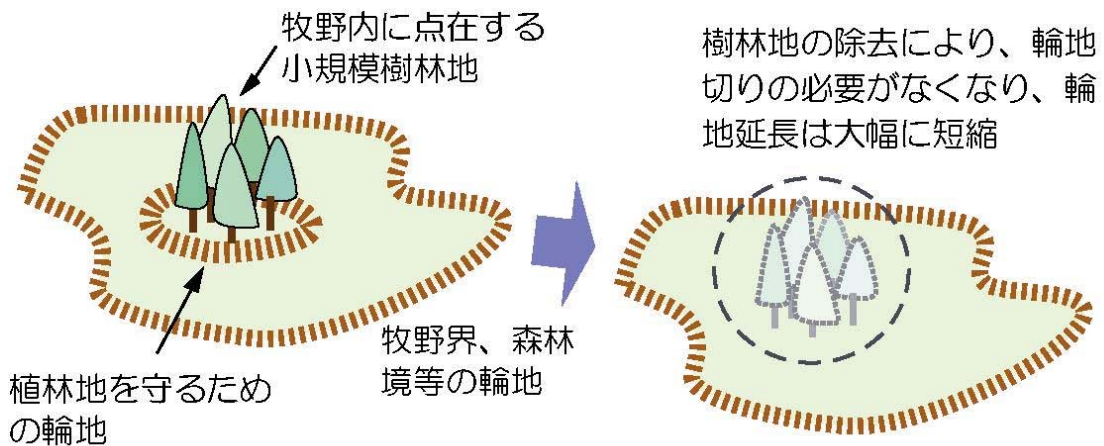 牧野内に点在する
小規模樹林地
樹林地の除去により、輪地
切りの必要がなくなり、輪
地延長は大幅に短縮
牧野界、森林
境等の輪地
植林地を守るため
の輪地